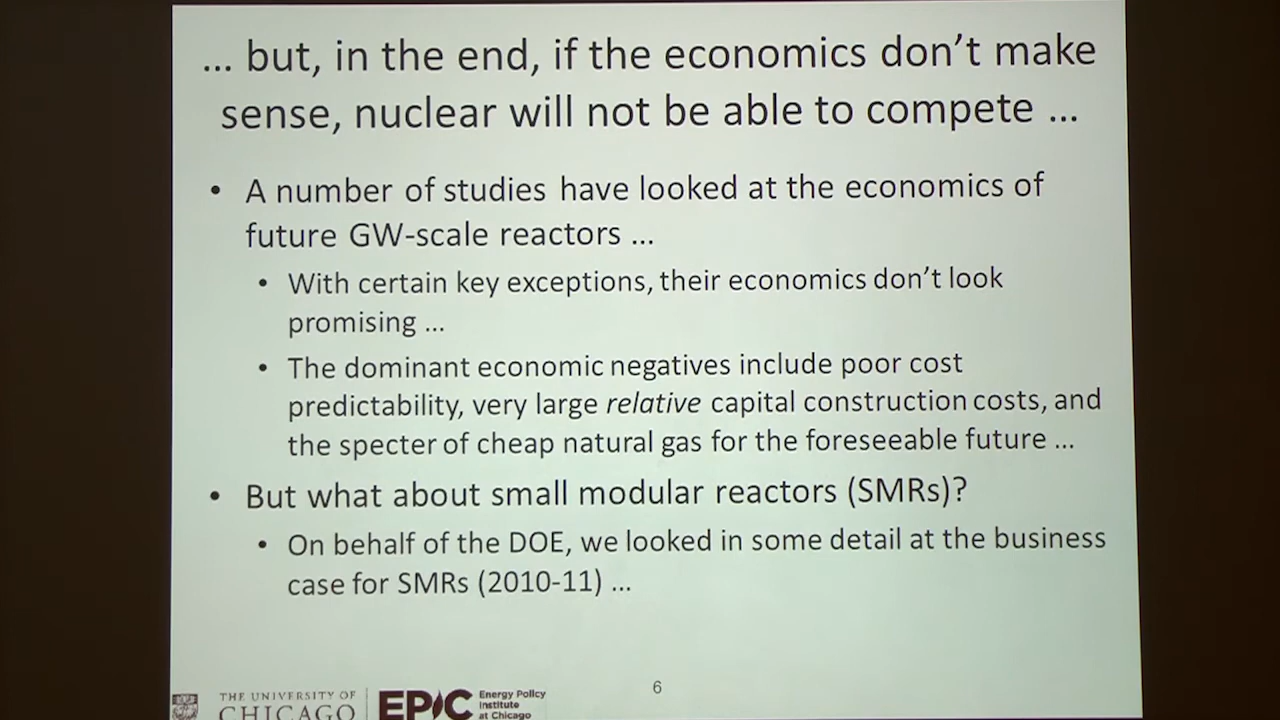 ... but, in the end, if the economics don't make
sense, nuclear will not be able to compete ...
• A number of studies have looked at the economics of
future GW-scale reactors ...
• With certain key exceptions, their economics don't look
promising ...
• The dominant economic negatives include poor cost
predictability, very large relative capital construction costs, and
the specter of cheap natural gas for the foreseeable future ...
• But what about small modular reactors (SMRs)?
• On behalf of the DOE, we looked in some detail at the business
case for SMRs (2010-11) ...
THE UNIVERSITY OF
CHICAGO
EPIC
Energy Policy
Institute
at Chicago
6